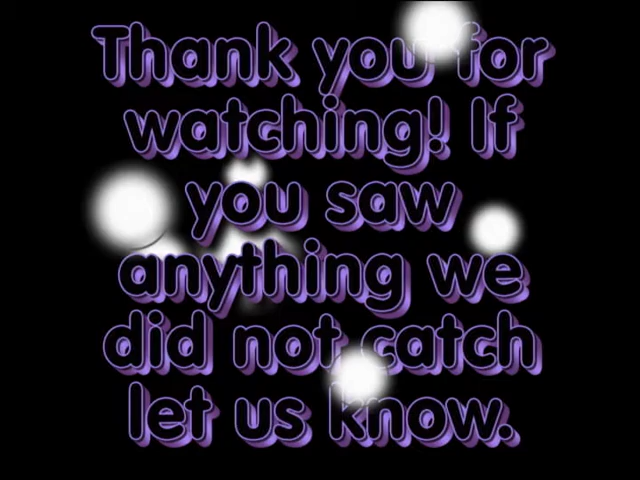 Thank you for
watching! If
you saw
anything we
did not catch
let us know.